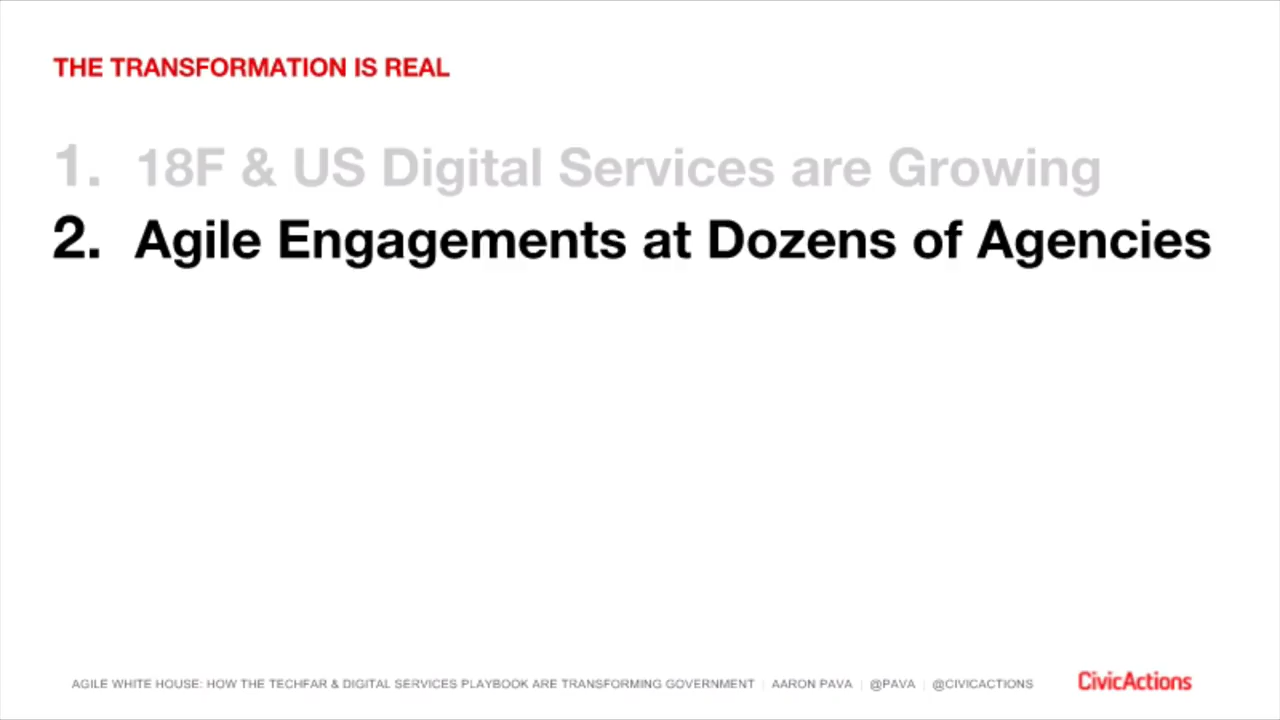 THE TRANSFORMATION IS REAL
1. 18F & US Digital Services are Growing
2. Agile Engagements at Dozens of Agencies
AGILE WHITE HOUSE: HOW THE TECHFAR & DIGITAL SERVICES PLAYBOOK ARE TRANSFORMING GOVERNMENT | AARON PAVA | @PAVA | @CIVICACTIONS CivicActions